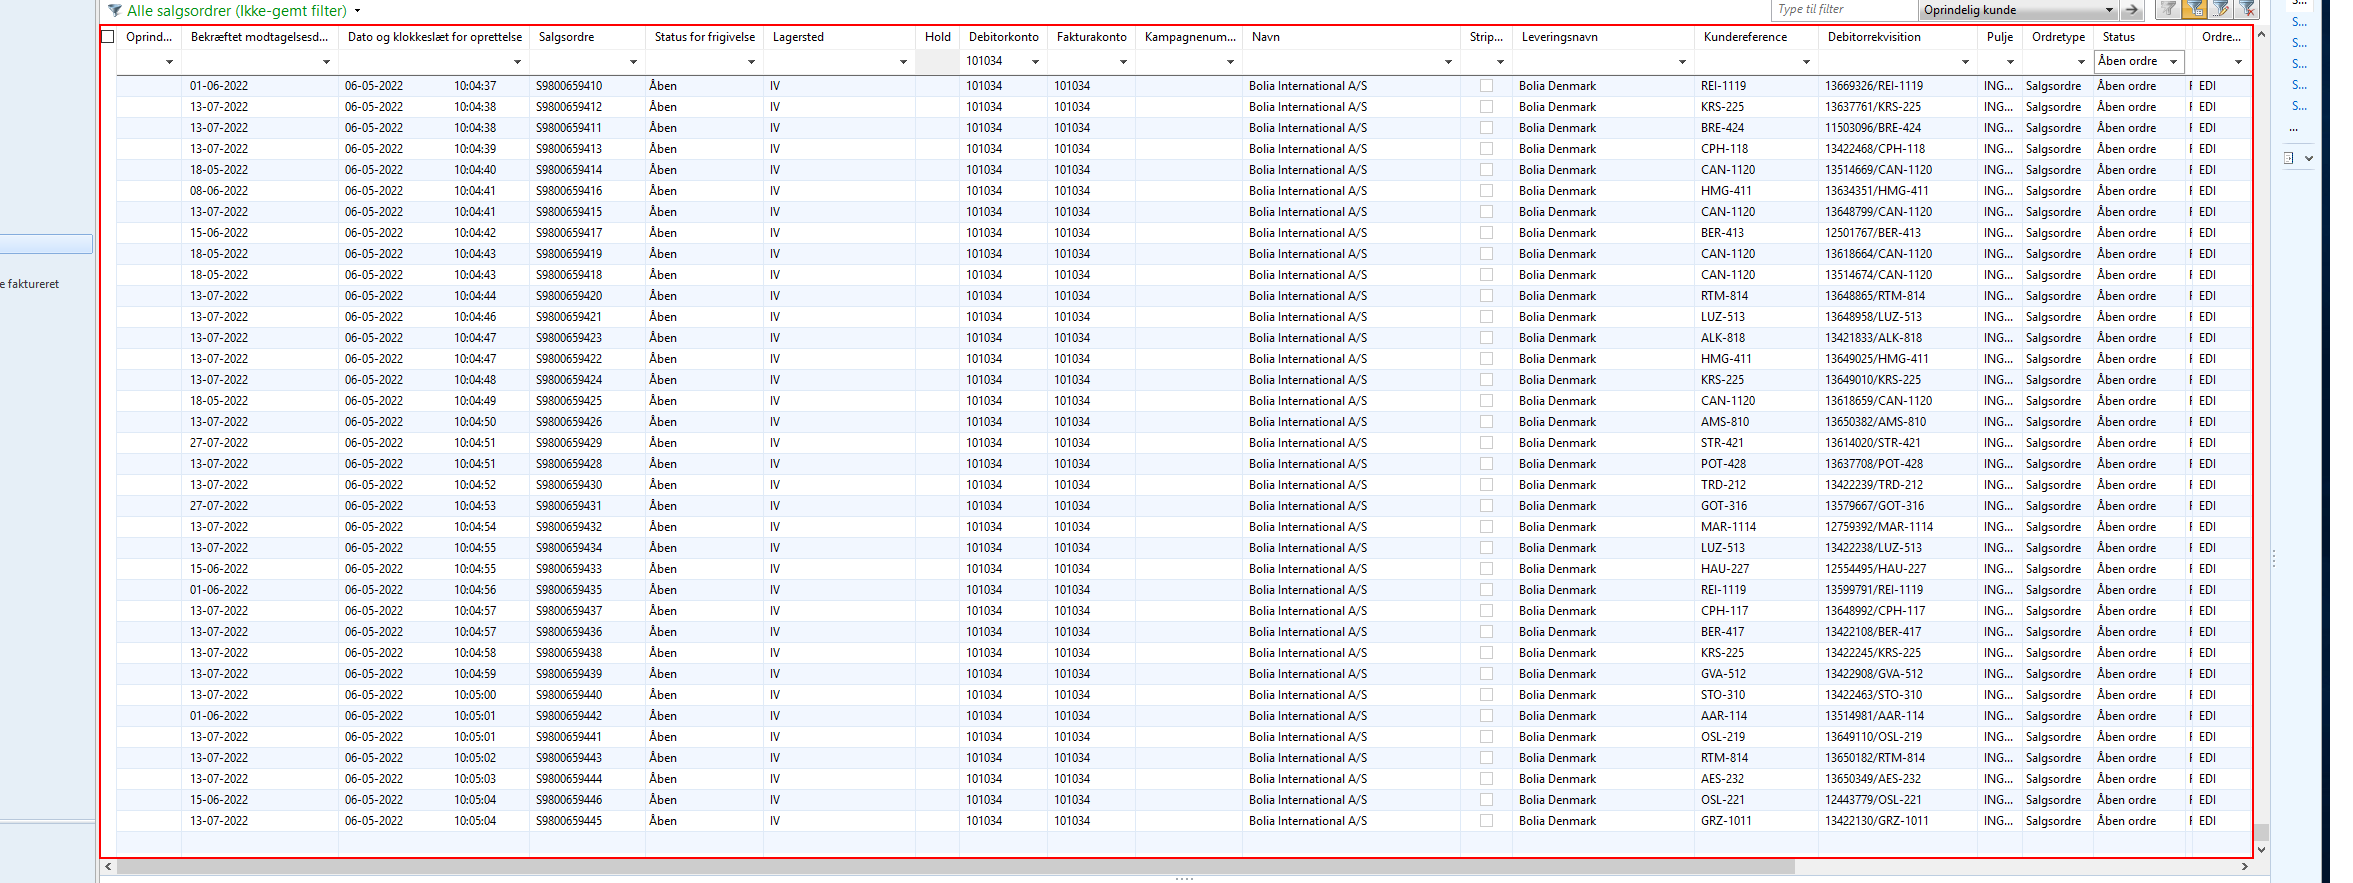 Alle salgsordrer (Ikke-gemt filter)
Type til filter Oprindelig kunde
Oprind... Bekræftet modtagelsesd... Dato og klokkeslæt for oprettelse Salgsordre Status for frigivelse Lagersted Hold Debitorkonto Fakturakonto Kampagnenum... Navn Strip... Leveringsnavn Kundereference Debitorrekvisition Pulje Ordretype Status Ordre...
101034 Åben ordre
01-06-2022 06-05-2022 10:04:37 S9800659410 Åben IV 101034 101034 Bolia International A/S Bolia Denmark REI-1119 13669326/REI-1119 ING... Salgsordre Åben ordre F EDI
13-07-2022 06-05-2022 10:04:38 S9800659412 Åben IV 101034 101034 Bolia International A/S Bolia Denmark KRS-225 13637761/KRS-225 ING... Salgsordre Åben ordre F EDI
13-07-2022 06-05-2022 10:04:38 S9800659411 Åben IV 101034 101034 Bolia International A/S Bolia Denmark BRE-424 11503096/BRE-424 ING... Salgsordre Åben ordre F EDI
13-07-2022 06-05-2022 10:04:39 S9800659413 Åben IV 101034 101034 Bolia International A/S Bolia Denmark CPH-118 13422468/CPH-118 ING... Salgsordre Åben ordre F EDI
18-05-2022 06-05-2022 10:04:40 S9800659414 Åben IV 101034 101034 Bolia International A/S Bolia Denmark CAN-1120 13514669/CAN-1120 ING... Salgsordre Åben ordre F EDI
08-06-2022 06-05-2022 10:04:41 S9800659416 Åben IV 101034 101034 Bolia International A/S Bolia Denmark HMG-411 13634351/HMG-411 ING... Salgsordre Åben ordre F EDI
13-07-2022 06-05-2022 10:04:41 S9800659415 Åben IV 101034 101034 Bolia International A/S Bolia Denmark CAN-1120 13648799/CAN-1120 ING... Salgsordre Åben ordre F EDI
15-06-2022 06-05-2022 10:04:42 S9800659417 Åben IV 101034 101034 Bolia International A/S Bolia Denmark BER-413 12501767/BER-413 ING... Salgsordre Åben ordre F EDI
18-05-2022 06-05-2022 10:04:43 S9800659419 Åben IV 101034 101034 Bolia International A/S Bolia Denmark CAN-1120 13618664/CAN-1120 ING... Salgsordre Åben ordre F EDI
18-05-2022 06-05-2022 10:04:43 S9800659418 Åben IV 101034 101034 Bolia International A/S Bolia Denmark CAN-1120 13514674/CAN-1120 ING... Salgsordre Åben ordre F EDI
13-07-2022 06-05-2022 10:04:44 S9800659420 Åben IV 101034 101034 Bolia International A/S Bolia Denmark RTM-814 13648865/RTM-814 ING... Salgsordre Åben ordre F EDI
13-07-2022 06-05-2022 10:04:46 S9800659421 Åben IV 101034 101034 Bolia International A/S Bolia Denmark LUZ-513 13648958/LUZ-513 ING... Salgsordre Åben ordre F EDI
13-07-2022 06-05-2022 10:04:47 S9800659423 Åben IV 101034 101034 Bolia International A/S Bolia Denmark ALK-818 13421833/ALK-818 ING... Salgsordre Åben ordre F EDI
13-07-2022 06-05-2022 10:04:47 S9800659422 Åben IV 101034 101034 Bolia International A/S Bolia Denmark HMG-411 13649025/HMG-411 ING... Salgsordre Åben ordre F EDI
13-07-2022 06-05-2022 10:04:48 S9800659424 Åben IV 101034 101034 Bolia International A/S Bolia Denmark KRS-225 13649010/KRS-225 ING... Salgsordre Åben ordre F EDI
18-05-2022 06-05-2022 10:04:49 S9800659425 Åben IV 101034 101034 Bolia International A/S Bolia Denmark CAN-1120 13618659/CAN-1120 ING... Salgsordre Åben ordre F EDI
13-07-2022 06-05-2022 10:04:50 S9800659426 Åben IV 101034 101034 Bolia International A/S Bolia Denmark AMS-810 13650382/AMS-810 ING... Salgsordre Åben ordre F EDI
27-07-2022 06-05-2022 10:04:51 S9800659429 Åben IV 101034 101034 Bolia International A/S Bolia Denmark STR-421 13614020/STR-421 ING... Salgsordre Åben ordre F EDI
13-07-2022 06-05-2022 10:04:51 S9800659428 Åben IV 101034 101034 Bolia International A/S Bolia Denmark POT-428 13637708/POT-428 ING... Salgsordre Åben ordre F EDI
13-07-2022 06-05-2022 10:04:52 S9800659430 Åben IV 101034 101034 Bolia International A/S Bolia Denmark TRD-212 13422239/TRD-212 ING... Salgsordre Åben ordre F EDI
27-07-2022 06-05-2022 10:04:53 S9800659431 Åben IV 101034 101034 Bolia International A/S Bolia Denmark GOT-316 13579667/GOT-316 ING... Salgsordre Åben ordre F EDI
13-07-2022 06-05-2022 10:04:54 S9800659432 Åben IV 101034 101034 Bolia International A/S Bolia Denmark MAR-1114 12759392/MAR-1114 ING... Salgsordre Åben ordre F EDI
13-07-2022 06-05-2022 10:04:55 S9800659434 Åben IV 101034 101034 Bolia International A/S Bolia Denmark LUZ-513 13422238/LUZ-513 ING... Salgsordre Åben ordre F EDI
15-06-2022 06-05-2022 10:04:55 S9800659433 Åben IV 101034 101034 Bolia International A/S Bolia Denmark HAU-227 12554495/HAU-227 ING... Salgsordre Åben ordre F EDI
01-06-2022 06-05-2022 10:04:56 S9800659435 Åben IV 101034 101034 Bolia International A/S Bolia Denmark REI-1119 13599791/REI-1119 ING... Salgsordre Åben ordre F EDI
13-07-2022 06-05-2022 10:04:57 S9800659437 Åben IV 101034 101034 Bolia International A/S Bolia Denmark CPH-117 13648992/CPH-117 ING... Salgsordre Åben ordre F EDI
13-07-2022 06-05-2022 10:04:57 S9800659436 Åben IV 101034 101034 Bolia International A/S Bolia Denmark BER-417 13422108/BER-417 ING... Salgsordre Åben ordre F EDI
13-07-2022 06-05-2022 10:04:58 S9800659438 Åben IV 101034 101034 Bolia International A/S Bolia Denmark KRS-225 13422245/KRS-225 ING... Salgsordre Åben ordre F EDI
13-07-2022 06-05-2022 10:04:59 S9800659439 Åben IV 101034 101034 Bolia International A/S Bolia Denmark GVA-512 13422908/GVA-512 ING... Salgsordre Åben ordre F EDI
13-07-2022 06-05-2022 10:05:00 S9800659440 Åben IV 101034 101034 Bolia International A/S Bolia Denmark STO-310 13422463/STO-310 ING... Salgsordre Åben ordre F EDI
01-06-2022 06-05-2022 10:05:01 S9800659442 Åben IV 101034 101034 Bolia International A/S Bolia Denmark AAR-114 13514981/AAR-114 ING... Salgsordre Åben ordre F EDI
13-07-2022 06-05-2022 10:05:01 S9800659441 Åben IV 101034 101034 Bolia International A/S Bolia Denmark OSL-219 13649110/OSL-219 ING... Salgsordre Åben ordre F EDI
13-07-2022 06-05-2022 10:05:02 S9800659443 Åben IV 101034 101034 Bolia International A/S Bolia Denmark RTM-814 13650182/RTM-814 ING... Salgsordre Åben ordre F EDI
13-07-2022 06-05-2022 10:05:03 S9800659444 Åben IV 101034 101034 Bolia International A/S Bolia Denmark AES-232 13650349/AES-232 ING... Salgsordre Åben ordre F EDI
15-06-2022 06-05-2022 10:05:04 S9800659446 Åben IV 101034 101034 Bolia International A/S Bolia Denmark OSL-221 12443779/OSL-221 ING... Salgsordre Åben ordre F EDI
13-07-2022 06-05-2022 10:05:04 S9800659445 Åben IV 101034 101034 Bolia International A/S Bolia Denmark GRZ-1011 13422130/GRZ-1011 ING... Salgsordre Åben ordre F EDI
e faktureret
S...
S...
S...
S...
S...
S...
...